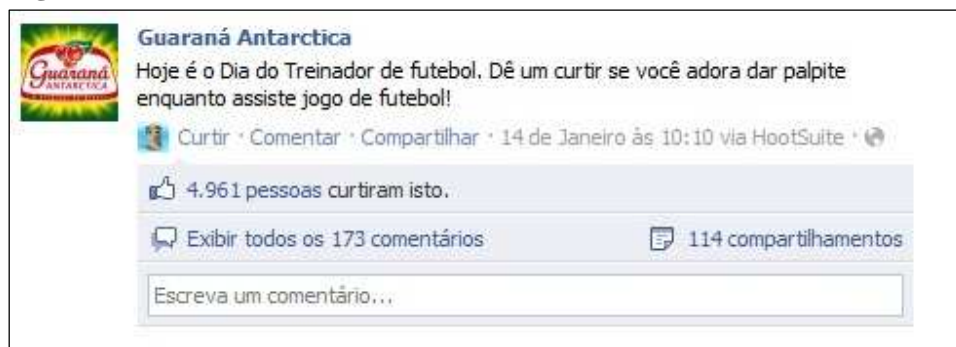 Guaraná Antarctica
Guaraná
ANTARCTICA
Hoje é o Dia do Treinador de futebol. Dê um curtir se você adora dar palpite
enquanto assiste jogo de futebol!
Curtir · Comentar · Compartilhar · 14 de Janeiro às 10:10 via HootSuite ·
4.961 pessoas curtiram isto.
Exibir todos os 173 comentários 114 compartilhamentos
Escreva um comentário...